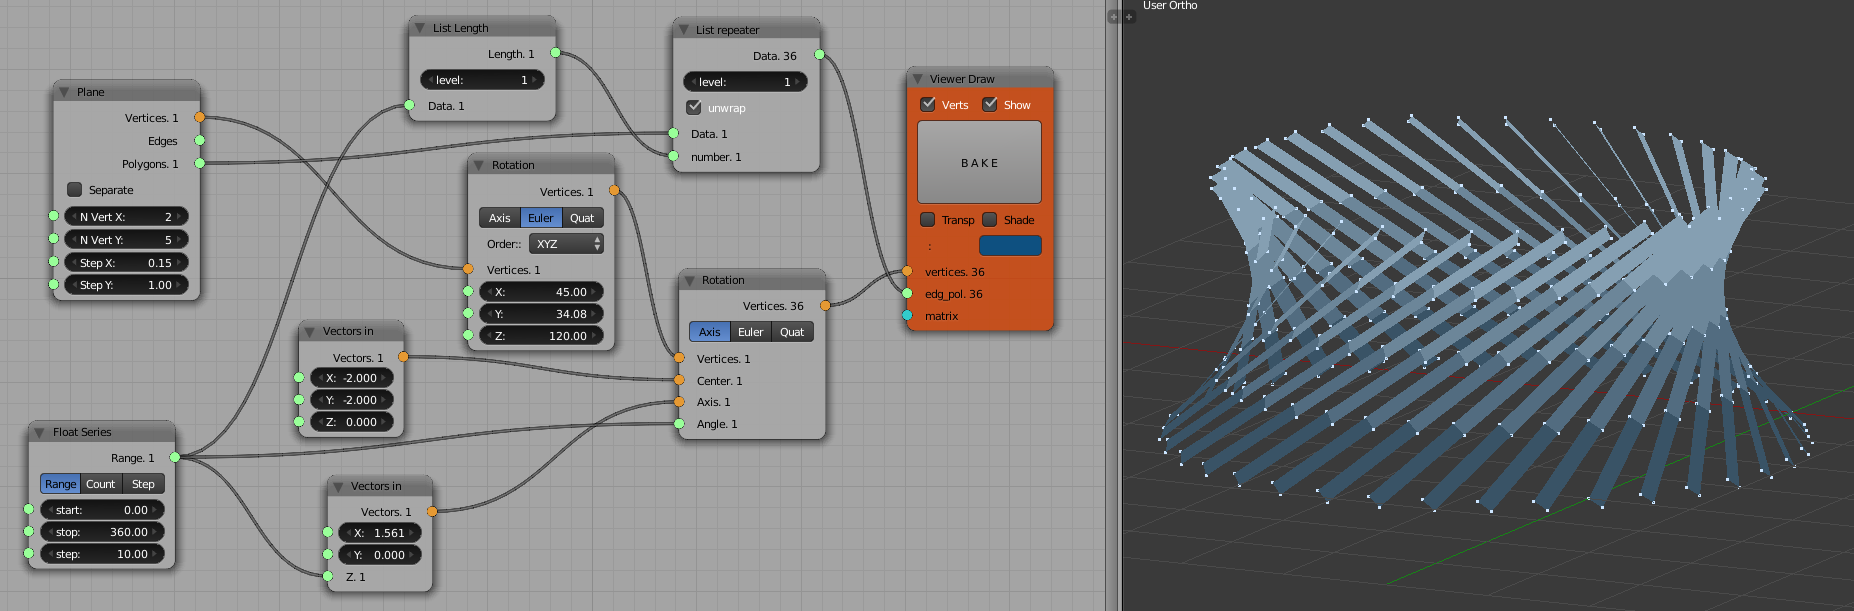 User Ortho
List Length
Length. 1
level: 1
Data. 1
List repeater
Data. 36
level: 1
unwrap
Data. 1
number. 1
Viewer Draw
Verts Show
BAKE
Transp Shade
:
vertices. 36
edg_pol. 36
matrix
Plane
Vertices. 1
Edges
Polygons. 1
Separate
N Vert X: 2
N Vert Y: 5
Step X: 0.15
Step Y: 1.00
Rotation
Vertices. 1
Axis Euler Quat
Order:: XYZ
Vertices. 1
X: 45.00
Y: 34.08
Z: 120.00
Rotation
Vertices. 36
Axis Euler Quat
Vertices. 1
Center. 1
Axis. 1
Angle. 1
Vectors in
Vectors. 1
X: -2.000
Y: -2.000
Z: 0.000
Float Series
Range. 1
Range Count Step
start: 0.00
stop: 360.00
step: 10.00
Vectors in
Vectors. 1
X: 1.561
Y: 0.000
Z. 1